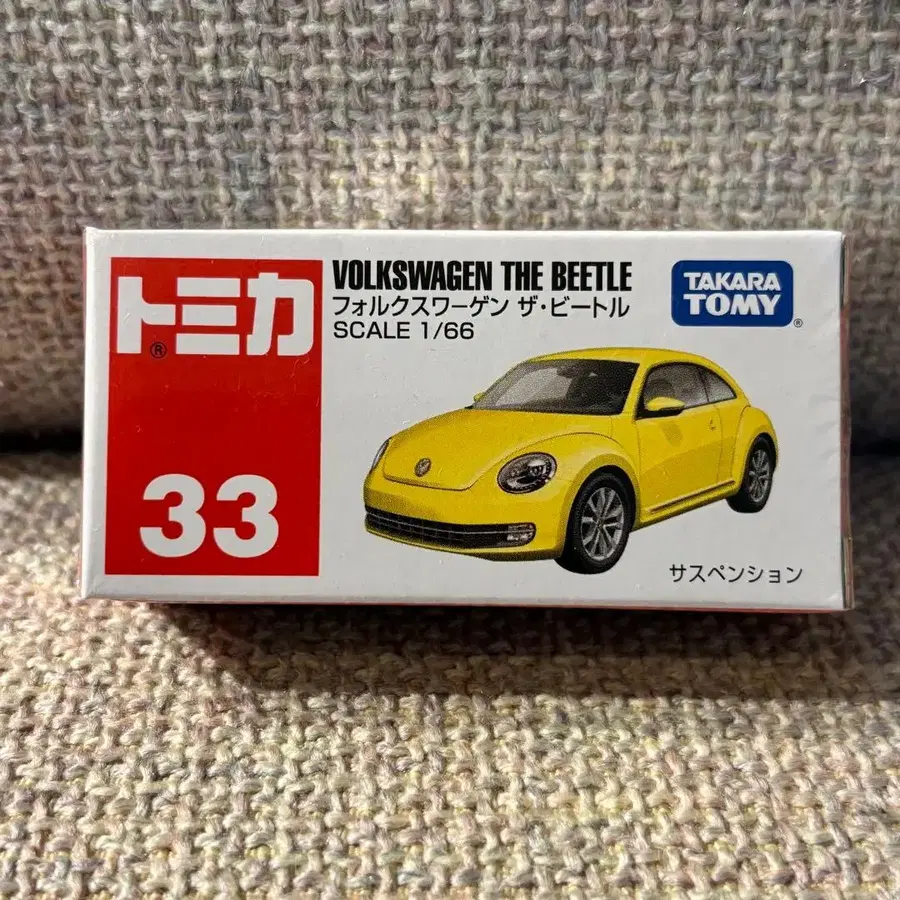 トミカ®
33
VOLKSWAGEN THE BEETLE
フォルクスワーゲン ザ・ビートル
SCALE 1/66
TAKARA
TOMY®
サスペンション